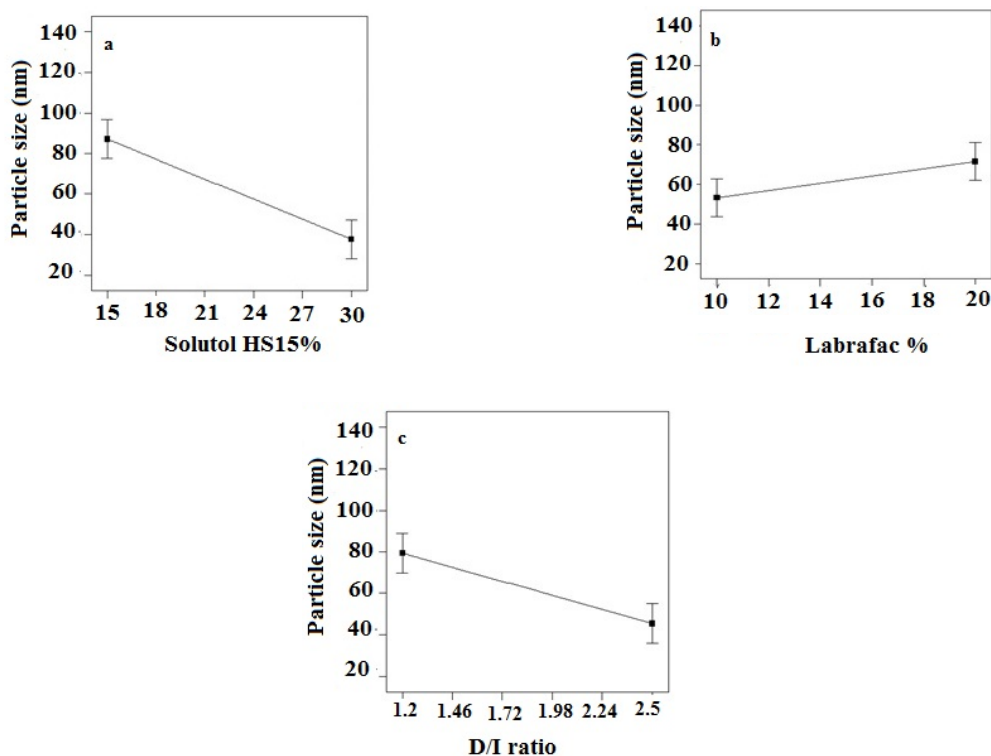 a
Particle size (nm)
140
120
100
80
60
40
20
15 18 21 24 27 30
Solutol HS15%
b
Particle size (nm)
140
120
100
80
60
40
20
10 12 14 16 18 20
Labrafac %
c
Particle size (nm)
140
120
100
80
60
40
20
1.2 1.46 1.72 1.98 2.24 2.5
D/I ratio